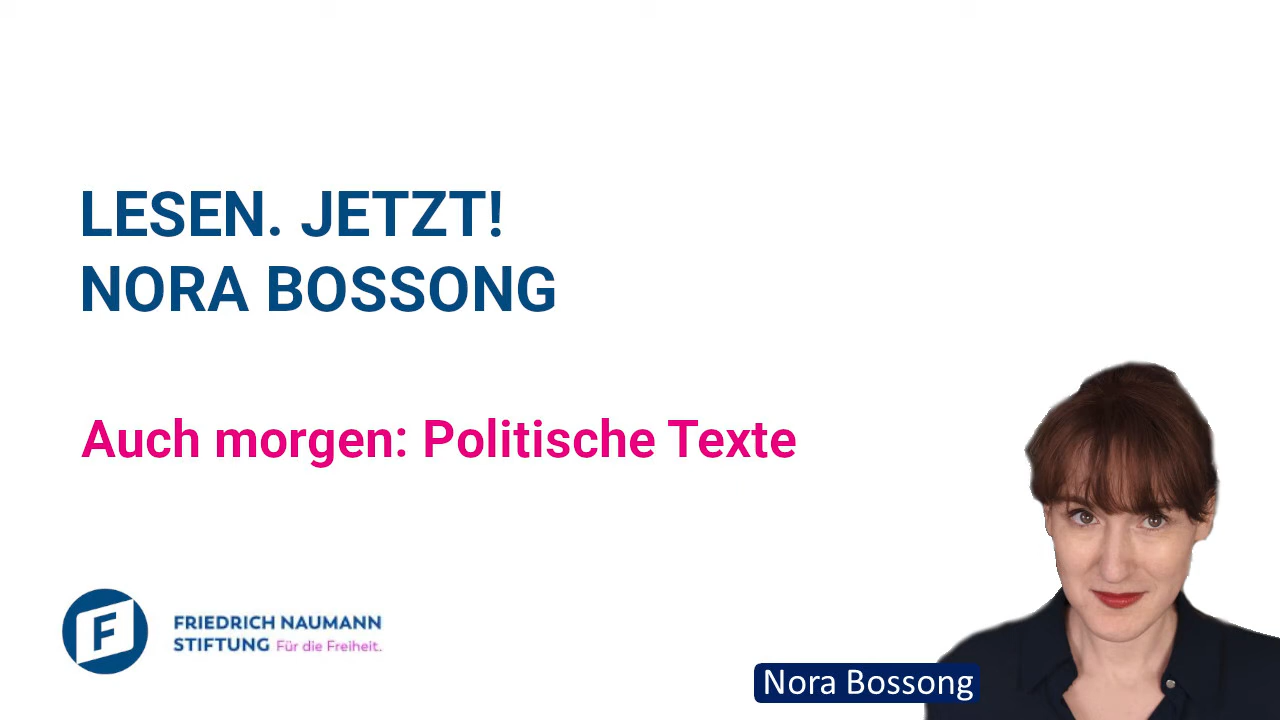 LESEN. JETZT!
NORA BOSSONG
Auch morgen: Politische Texte
F
FRIEDRICH NAUMANN
STIFTUNG Für die Freiheit.
Nora Bossong